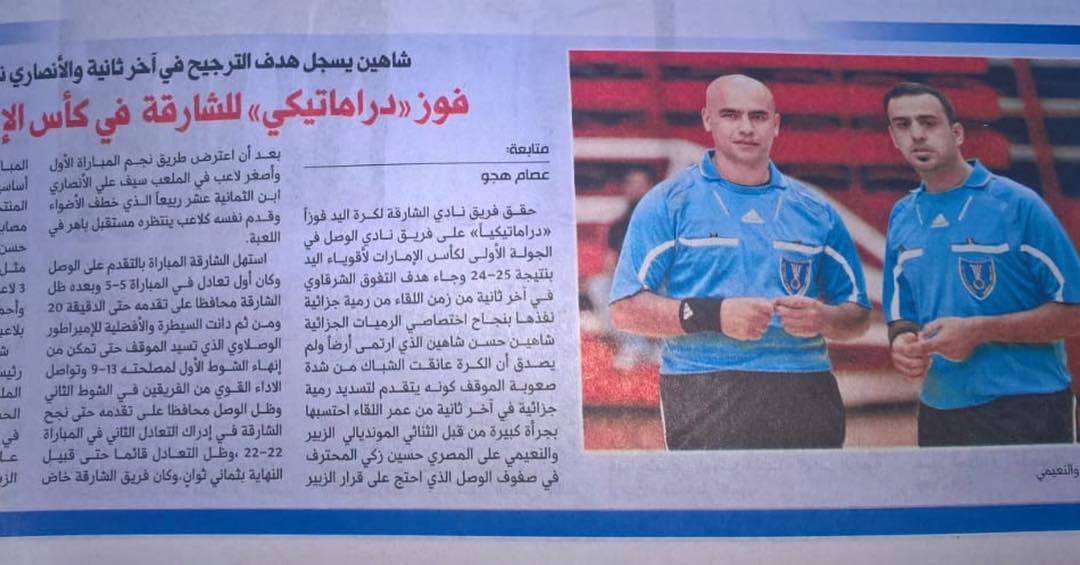 شاهين يسجل هدف الترجيح في آخر ثانية والأنصاري
فوز «دراماتيكي» للشارقة في كأس الإ
متابعة:
عصام هجو
حقق فريق نادي الشارقة لكرة اليد فوزاً
«دراماتيكياً» على فريق نادي الوصل في
الجولة الأولى لكأس الإمارات لأقوياء اليد
بنتيجة 25-24 وجاء هدف التفوق الشرقاوي
في آخر ثانية من زمن اللقاء من رمية جزائية
نفذها بنجاح اختصاصي الرميات الجزائية
شاهين حسن شاهين الذي ارتمى أرضاً ولم
يصدق أن الكرة عانقت الشباك من شدة
صعوبة الموقف كونه يتقدم لتسديد رمية
جزائية في آخر ثانية من عمر اللقاء احتسبها
بجرأة كبيرة من قبل الثنائي المونديالي الزبير
والنعيمي على المصري حسين زكي المحترف
في صفوف الوصل الذي احتج على قرار الزبير
بعد أن اعترض طريق نجم المباراة الأول
وأصغر لاعب في الملعب سيف علي الأنصاري
ابن الثمانية عشر ربيعاً الذي خطف الأضواء
وقدم نفسه كلاعب ينتظره مستقبل باهر في
اللعبة.
استهل الشارقة المباراة بالتقدم على الوصل
وكان أول تعادل في المباراة 5-5 وبعده ظل
الشارقة محافظا على تقدمه حتى الدقيقة 20
ومن ثم دانت السيطرة والأفضلية للإمبراطور
الوصلاوي الذي تسيد الموقف حتى تمكن من
إنهاء الشوط الأول لمصلحته 13-9 وتواصل
الاداء القوي من الفريقين في الشوط الثاني
وظل الوصل محافظا على تقدمه حتى نجح
الشارقة في إدراك التعادل الثاني في المباراة
22-22 ،وظل التعادل قائما حتى قبيل
النهاية بثماني ثوان.وكان فريق الشارقة خاض
المبا
أساس
المنتخ
مصاب
حسن
مثل
3 لاع
وأحم
بلاعب
رئيس
المل
الح
في
الز
والنعيمي
adidas